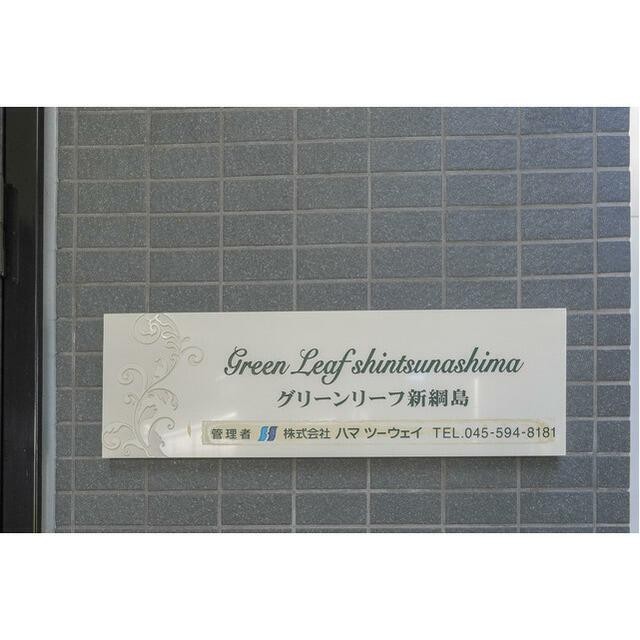 Green Leaf shintsunashima
グリーンリーフ新綱島
管理者 株式会社 ハマ ツーウェイ TEL.045-594-8181